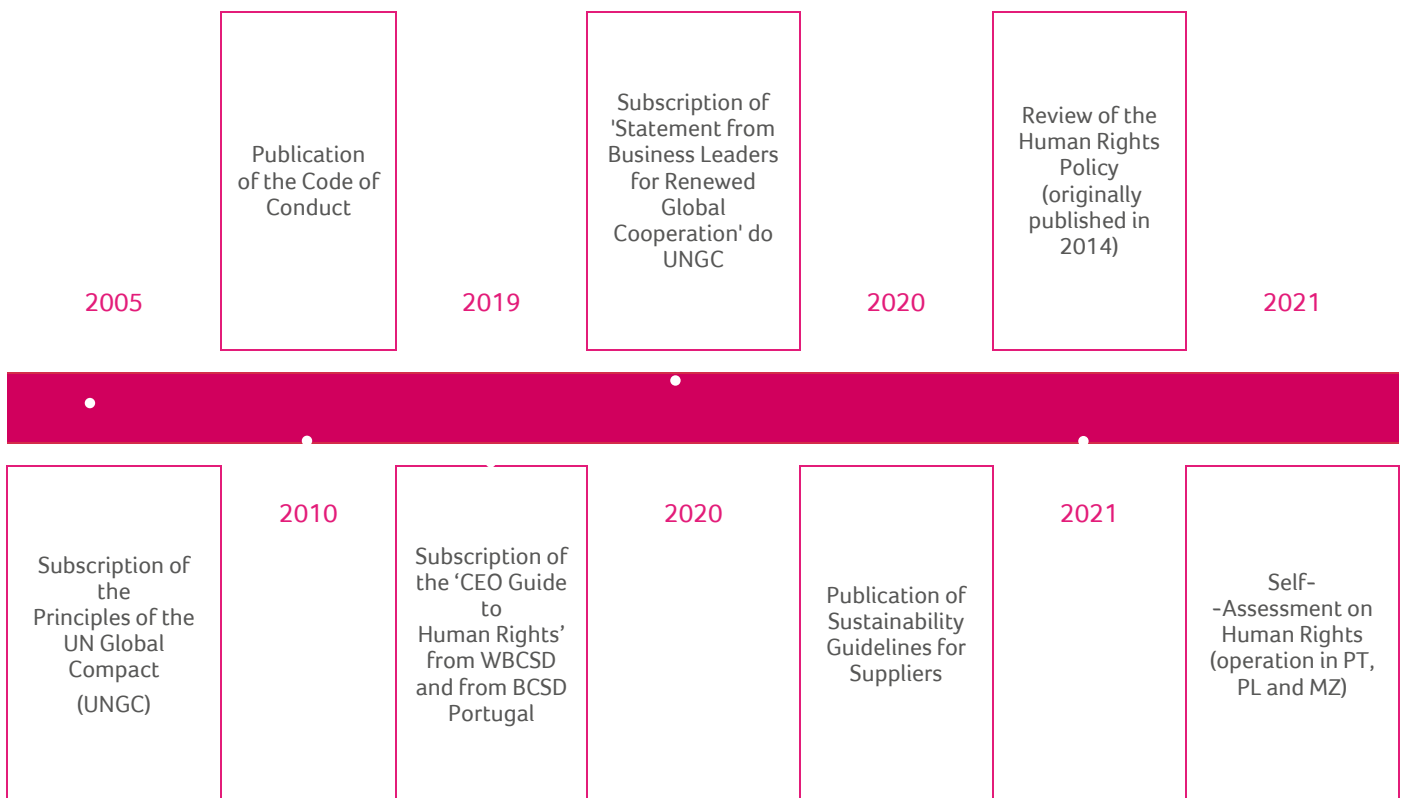 2005
Subscription of
the
Principles of the
UN Global
Compact
(UNGC)
Publication
of the Code of
Conduct
2010
2019
Subscription of
the ‘CEO Guide
to
Human Rights’
from WBCSD
and from BCSD
Portugal
Subscription of
'Statement from
Business Leaders
for Renewed
Global
Cooperation' do
UNGC
2020
2020
Publication of
Sustainability
Guidelines for
Suppliers
Review of the
Human Rights
Policy
(originally
published in
2014)
2021
2021
Self-
-Assessment on
Human Rights
(operation in PT,
PL and MZ)